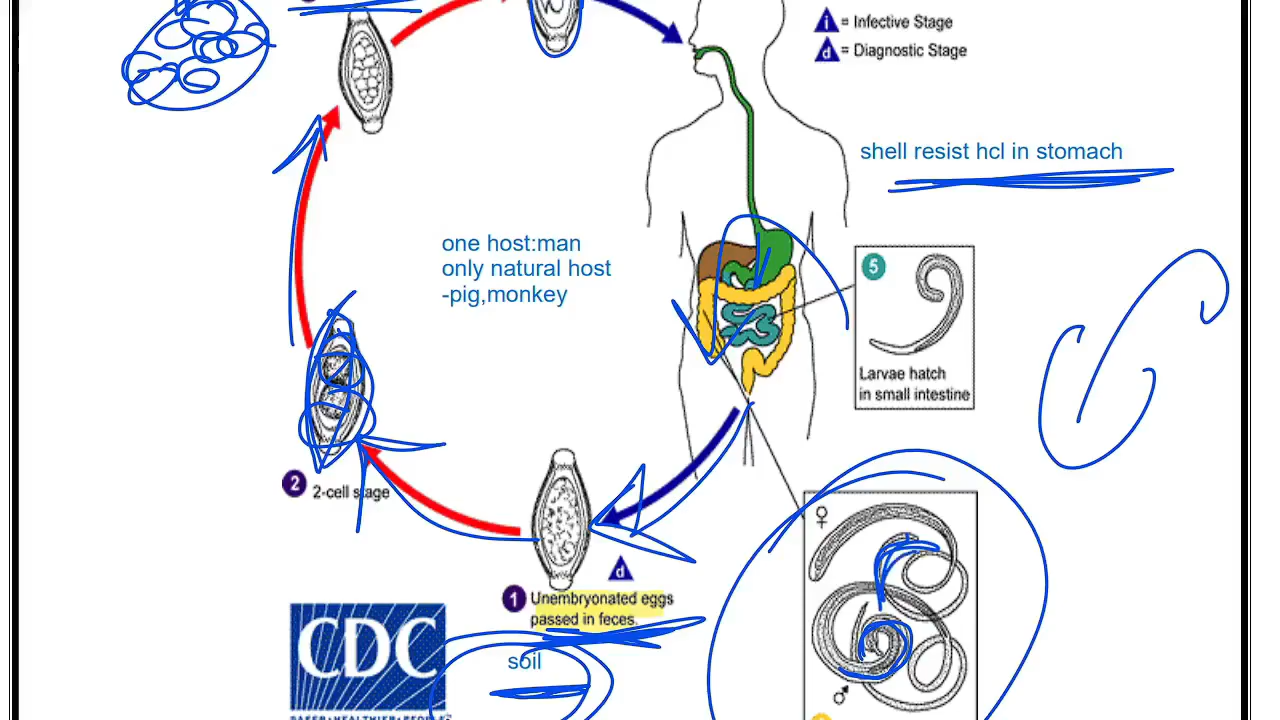 i = Infective Stage
d = Diagnostic Stage
shell resist hcl in stomach
one host:man
only natural host
-pig,monkey
5
Larvae hatch
in small intestine
2 2-cell stage
d
1 Unembryonated eggs
passed in feces.
CDC
soil
♀
♂